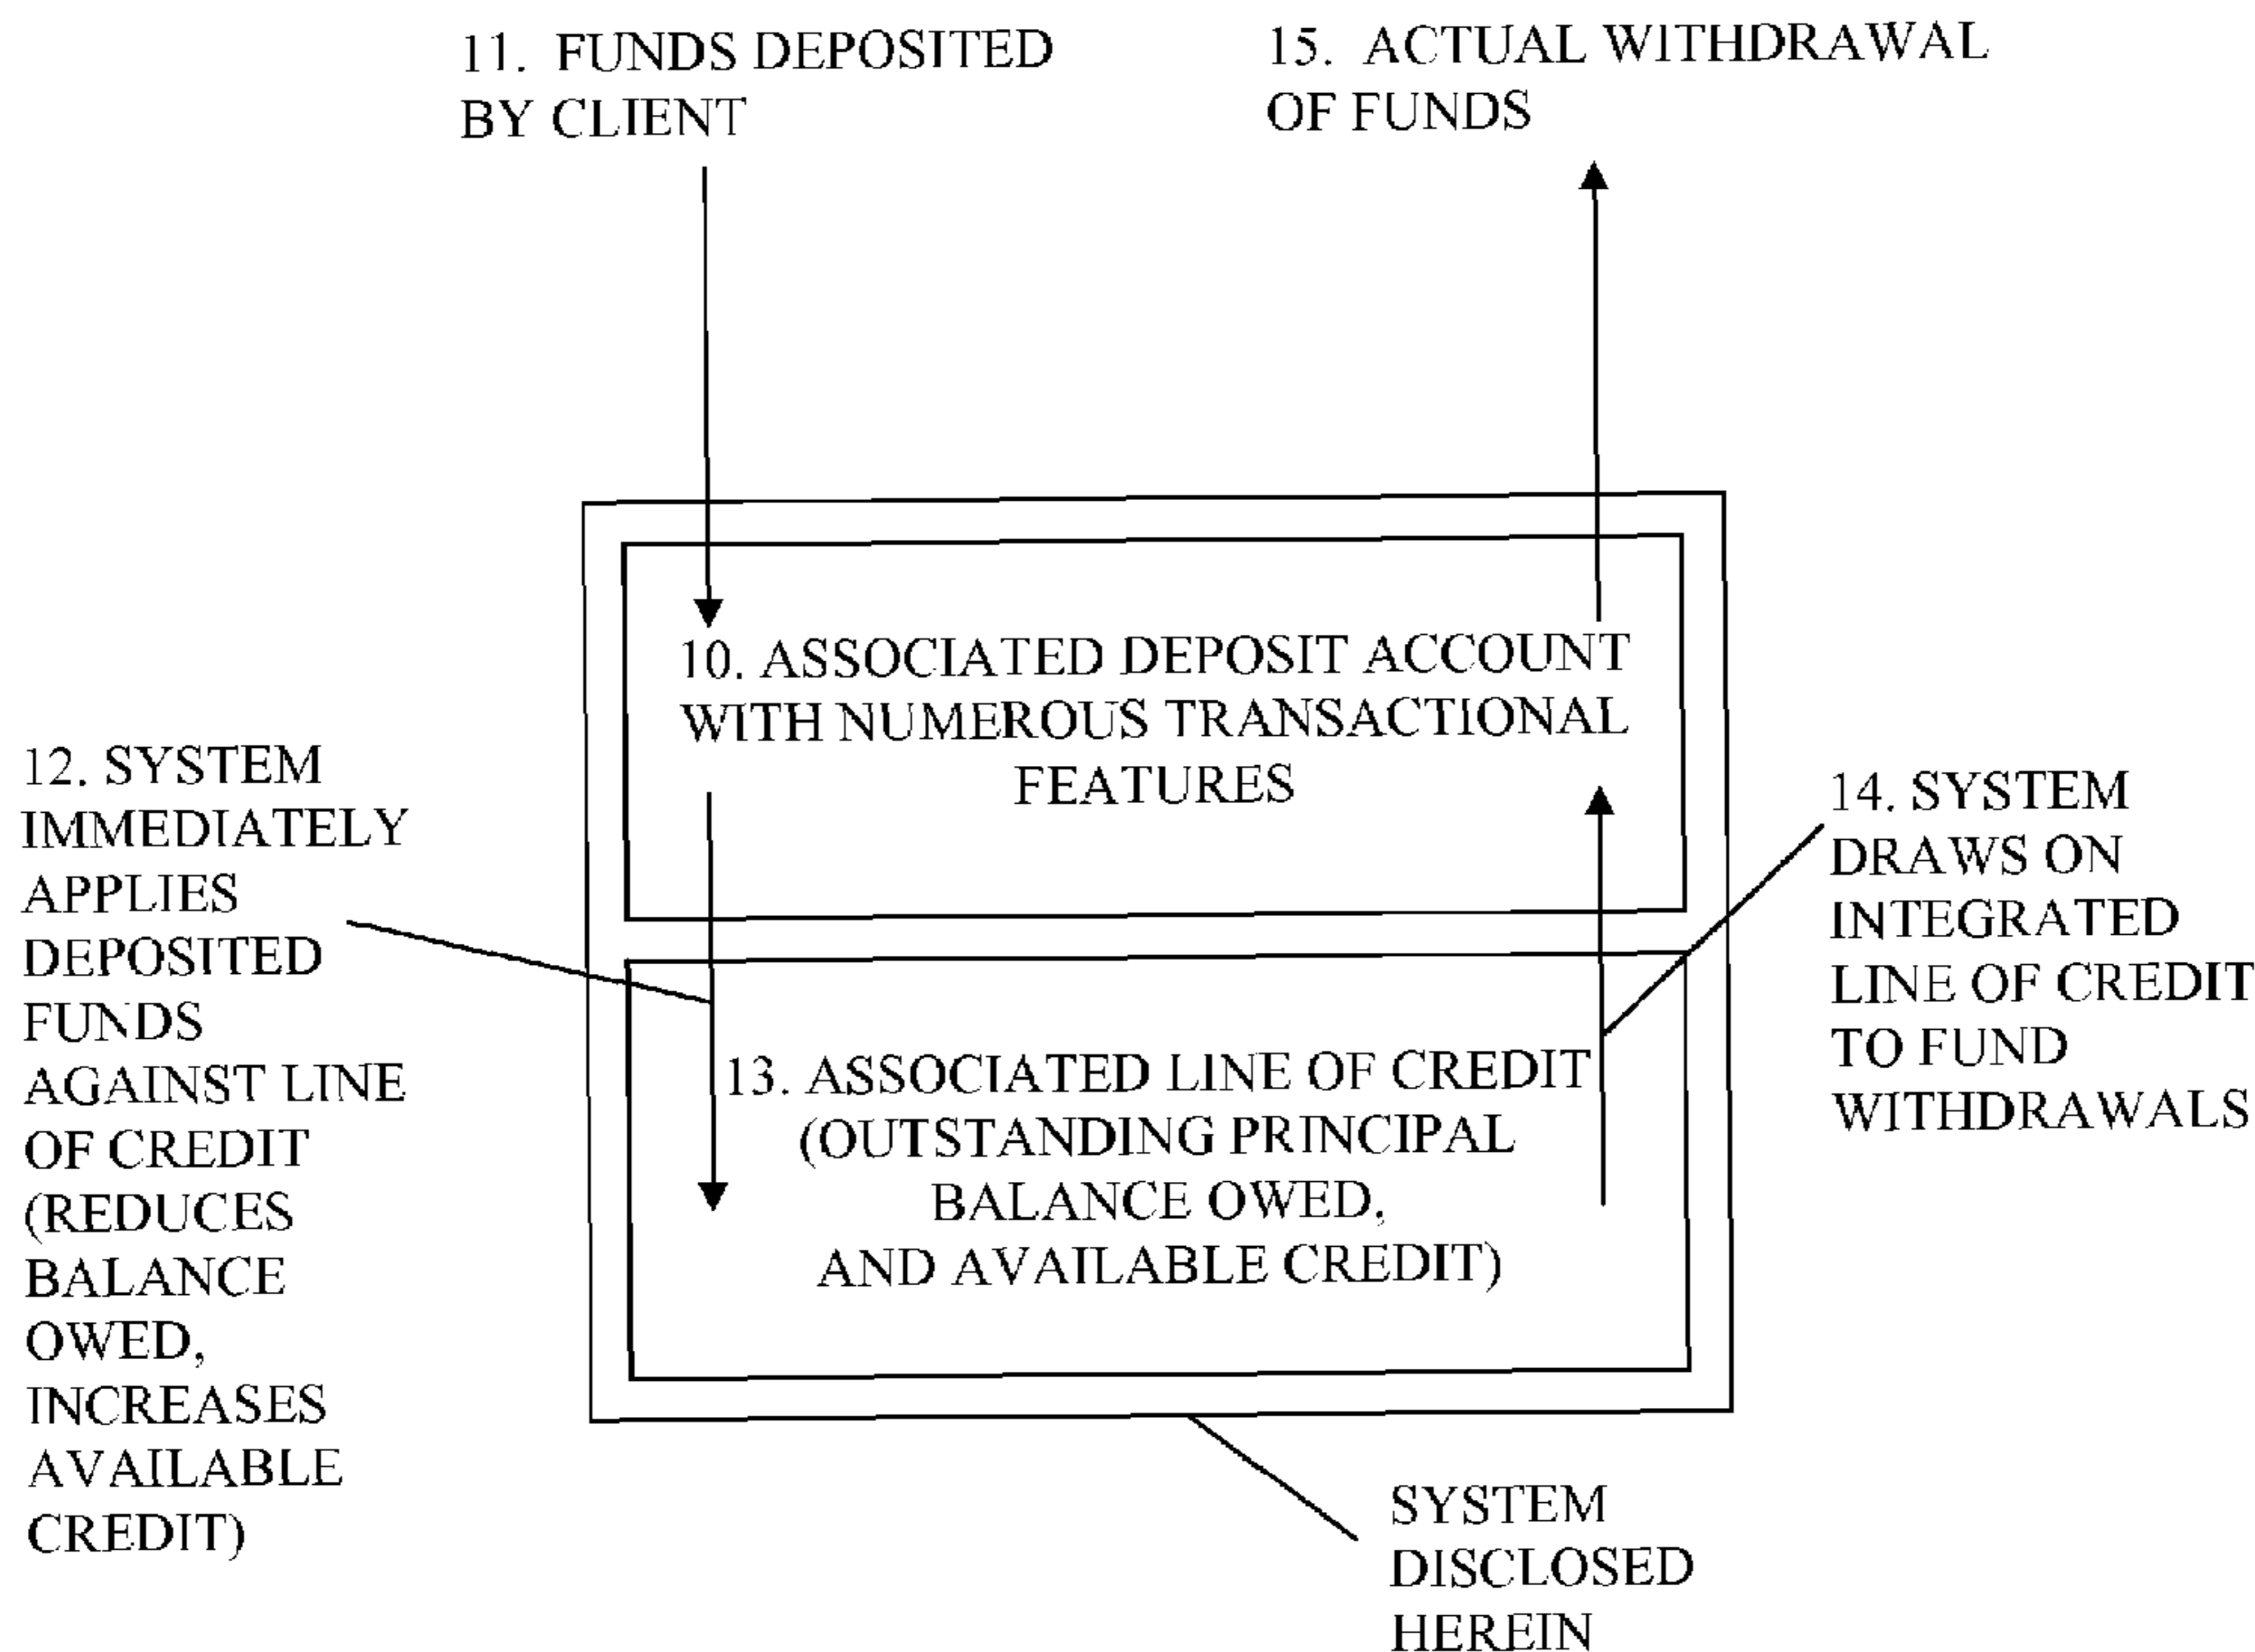 11. FUNDS DEPOSITED
BY CLIENT
15. ACTUAL WITHDRAWAL
OF FUNDS
10. ASSOCIATED DEPOSIT ACCOUNT
WITH NUMEROUS TRANSACTIONAL
FEATURES
12. SYSTEM
IMMEDIATELY
APPLIES
DEPOSITED
FUNDS
AGAINST LINE
OF CREDIT
(REDUCES
BALANCE
OWED,
INCREASES
AVAILABLE
CREDIT)
14. SYSTEM
DRAWS ON
INTEGRATED
LINE OF CREDIT
TO FUND
WITHDRAWALS
13. ASSOCIATED LINE OF CREDIT
(OUTSTANDING PRINCIPAL
BALANCE OWED,
AND AVAILABLE CREDIT)
SYSTEM
DISCLOSED
HEREIN